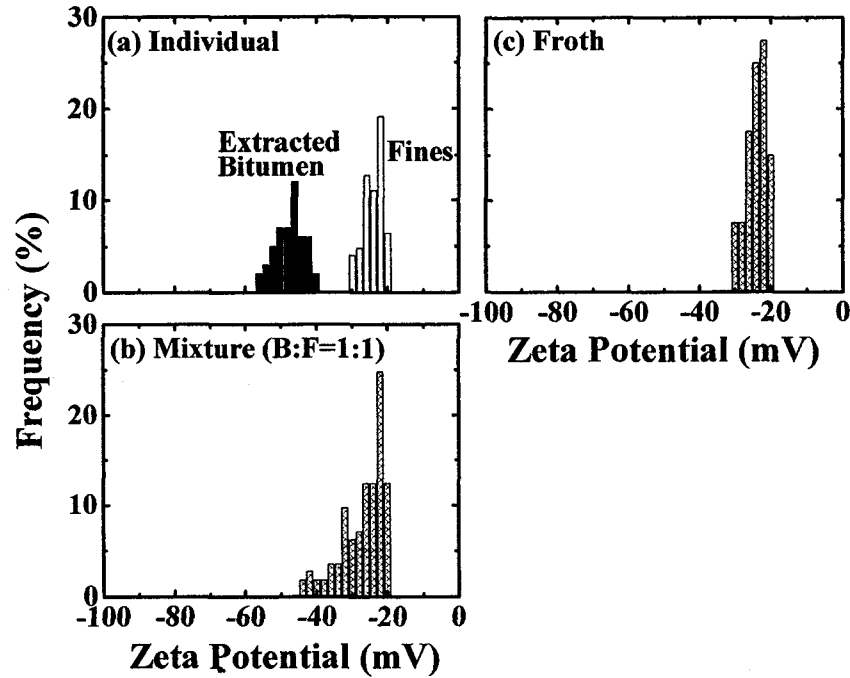 30
(a) Individual
(c) Froth
20
Extracted
Bitumen
Fines
10
0
-100 -80 -60 -40 -20 0
Zeta Potential (mV)
Frequency (%)
30
(b) Mixture (B:F=1:1)
20
10
0
-100 -80 -60 -40 -20 0
Zeta Potential (mV)